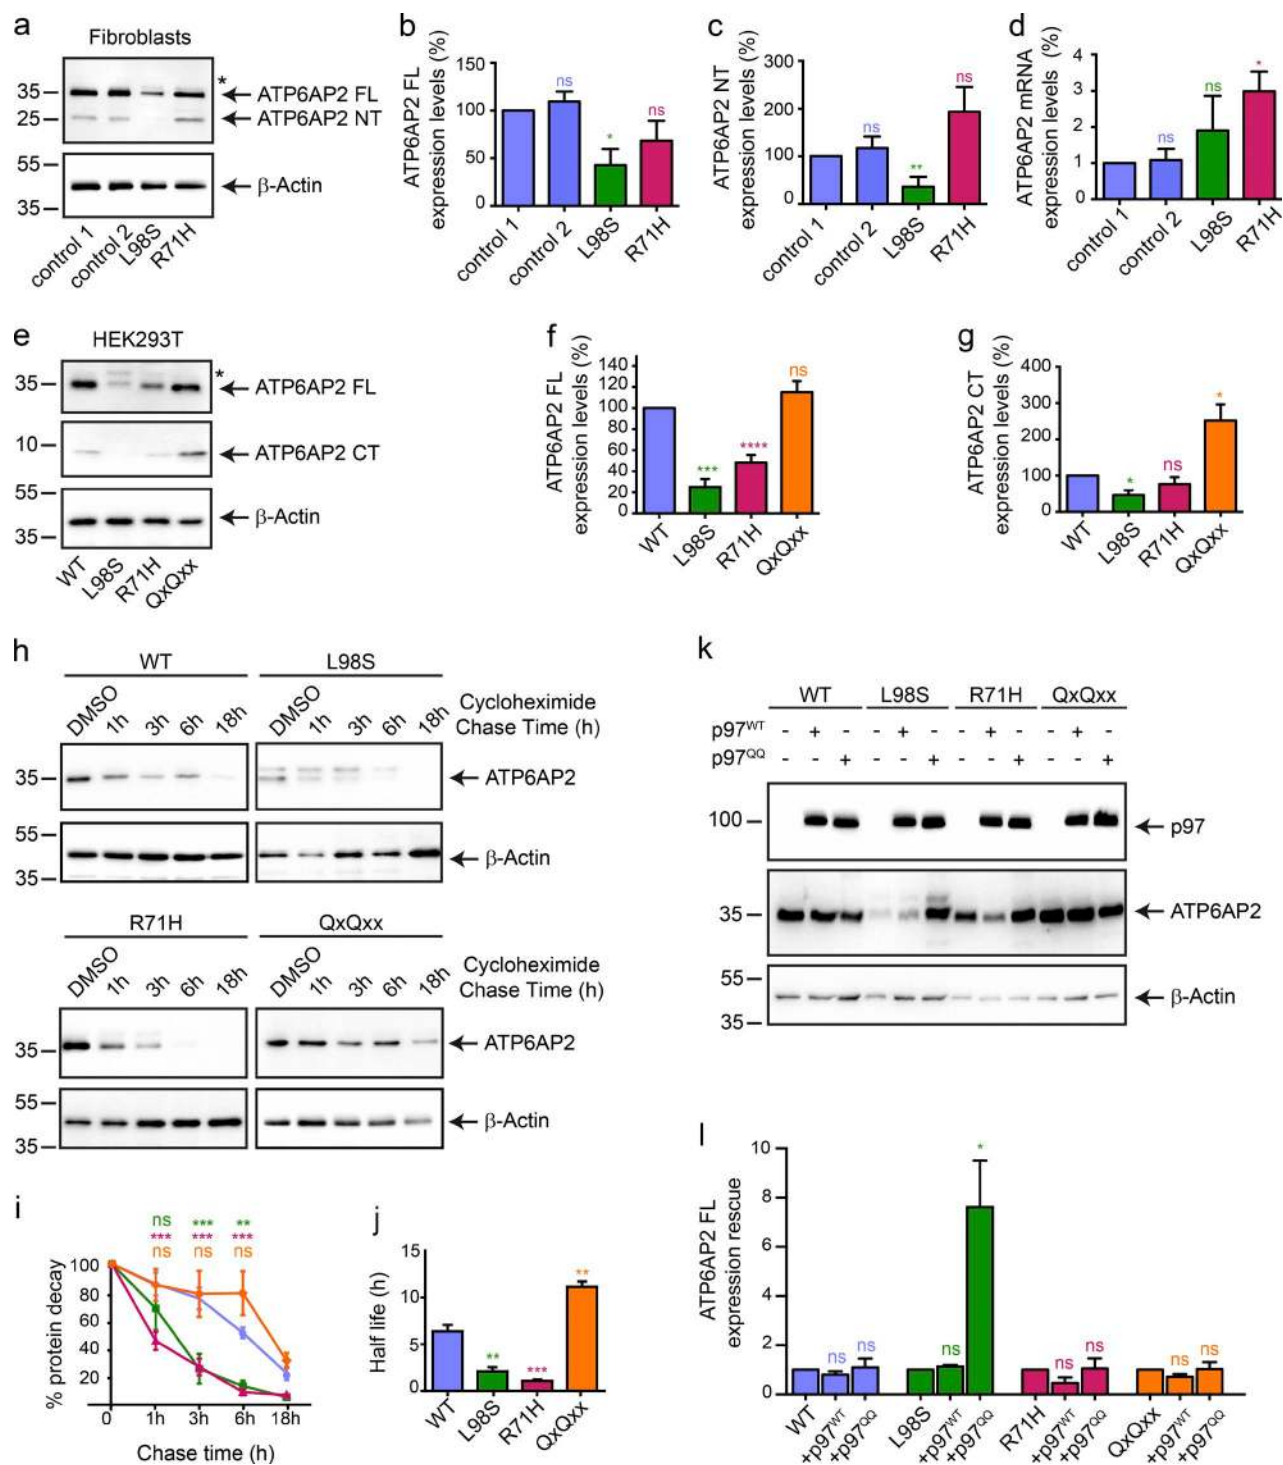 a
Fibroblasts
*
35
ATP6AP2 FL
25
ATP6AP2 NT
55
β-Actin
35
control 1
control 2
L98S
R71H
b
ATP6AP2 FL
expression levels (%)
150
100
50
0
ns
*
ns
control 1
control 2
L98S
R71H
c
ATP6AP2 NT
expression levels (%)
300
200
100
0
ns
**
ns
control 1
control 2
L98S
R71H
d
ATP6AP2 mRNA
expression levels (%)
4
3
2
1
0
ns
ns
*
control 1
control 2
L98S
R71H
e
HEK293T
*
35
ATP6AP2 FL
10
ATP6AP2 CT
55
β-Actin
35
WT
L98S
R71H
QxQxx
f
ATP6AP2 FL
expression levels (%)
140
120
100
80
60
40
20
0
***
****
ns
WT
L98S
R71H
QxQxx
g
ATP6AP2 CT
expression levels (%)
400
300
200
100
0
*
ns
*
WT
L98S
R71H
QxQxx
h
WT
L98S
DMSO 1h 3h 6h 18h
DMSO 1h 3h 6h 18h
Cycloheximide
Chase Time (h)
35
ATP6AP2
55
β-Actin
35
R71H
QxQxx
DMSO 1h 3h 6h 18h
DMSO 1h 3h 6h 18h
Cycloheximide
Chase Time (h)
35
ATP6AP2
55
β-Actin
35
k
WT L98S R71H QxQxx
p97WT - + - - + - - + - - + -
p97QQ - - + - - + - - + - - +
100
p97
35
ATP6AP2
55
β-Actin
35
i
ns *** **
*** *** ***
ns ns ns
% protein decay
100
80
60
40
20
0 1h 3h 6h 18h
Chase time (h)
j
Half life (h)
15
10
5
0
**
***
**
WT
L98S
R71H
QxQxx
l
ATP6AP2 FL
expression rescue
10
8
6
4
2
0
ns ns
ns *
ns ns
ns ns
WT
+p97WT
+p97QQ
L98S
+p97WT
+p97QQ
R71H
+p97WT
+p97QQ
QxQxx
+p97WT
+p97QQ